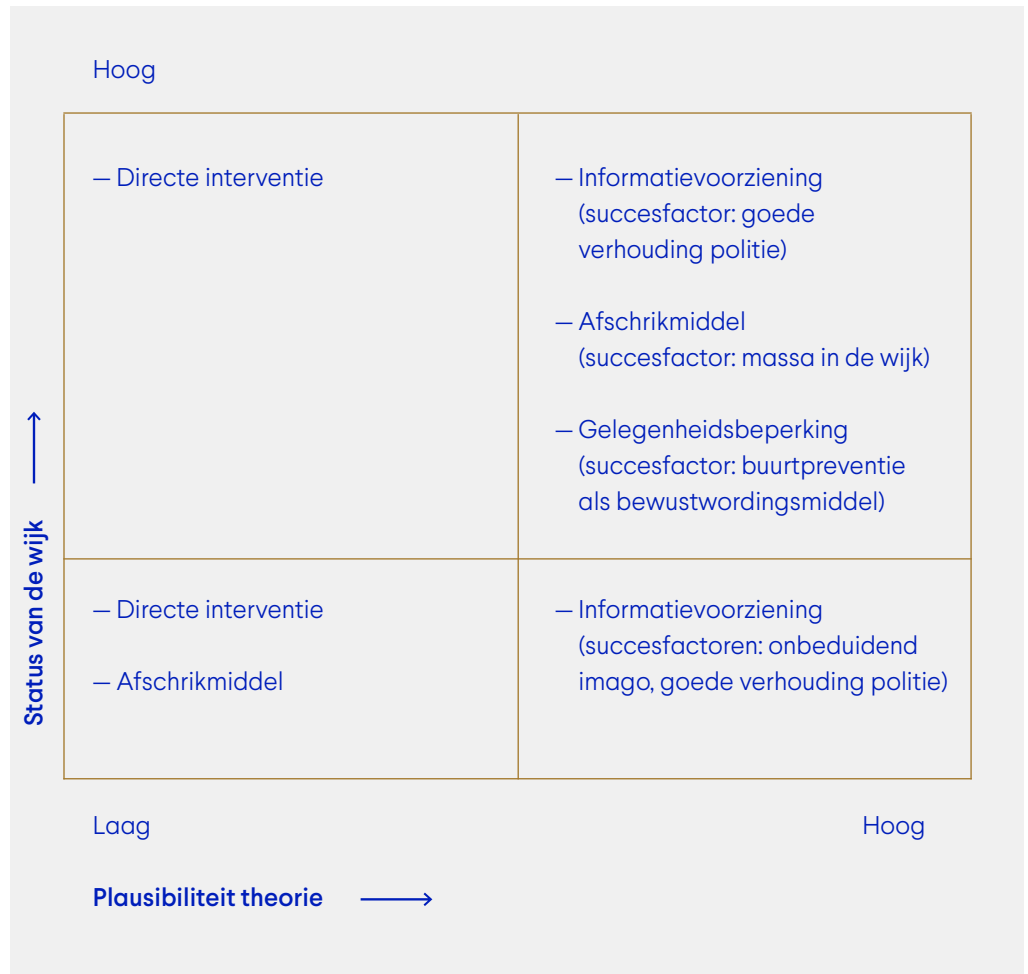 Hoog
— Directe interventie
— Informatievoorziening
(succesfactor: goede
verhouding politie)
— Afschrikmiddel
(succesfactor: massa in de wijk)
— Gelegenheidsbeperking
(succesfactor: buurtpreventie
als bewustwordingsmiddel)
Status van de wijk
— Directe interventie
— Afschrikmiddel
— Informatievoorziening
(succesfactoren: onbeduidend
imago, goede verhouding politie)
Laag
Hoog
Plausibiliteit theorie